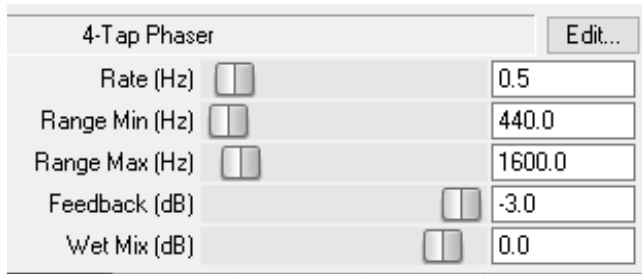 4-Tap Phaser Edit...
Rate (Hz) 0.5
Range Min (Hz) 440.0
Range Max (Hz) 1600.0
Feedback (dB) -3.0
Wet Mix (dB) 0.0